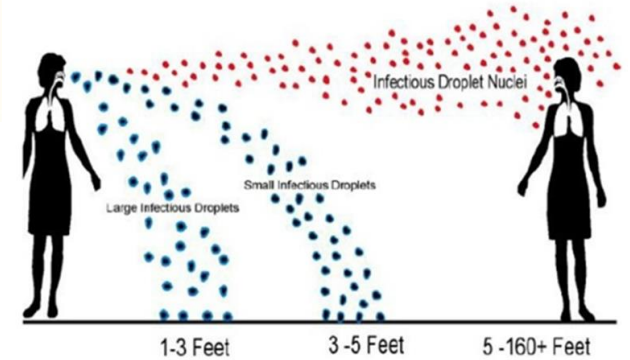 Infectious Droplet Nuclei
Small Infectious Droplets
Large Infectious Droplets
1-3 Feet
3 -5 Feet
5 -160+ Feet